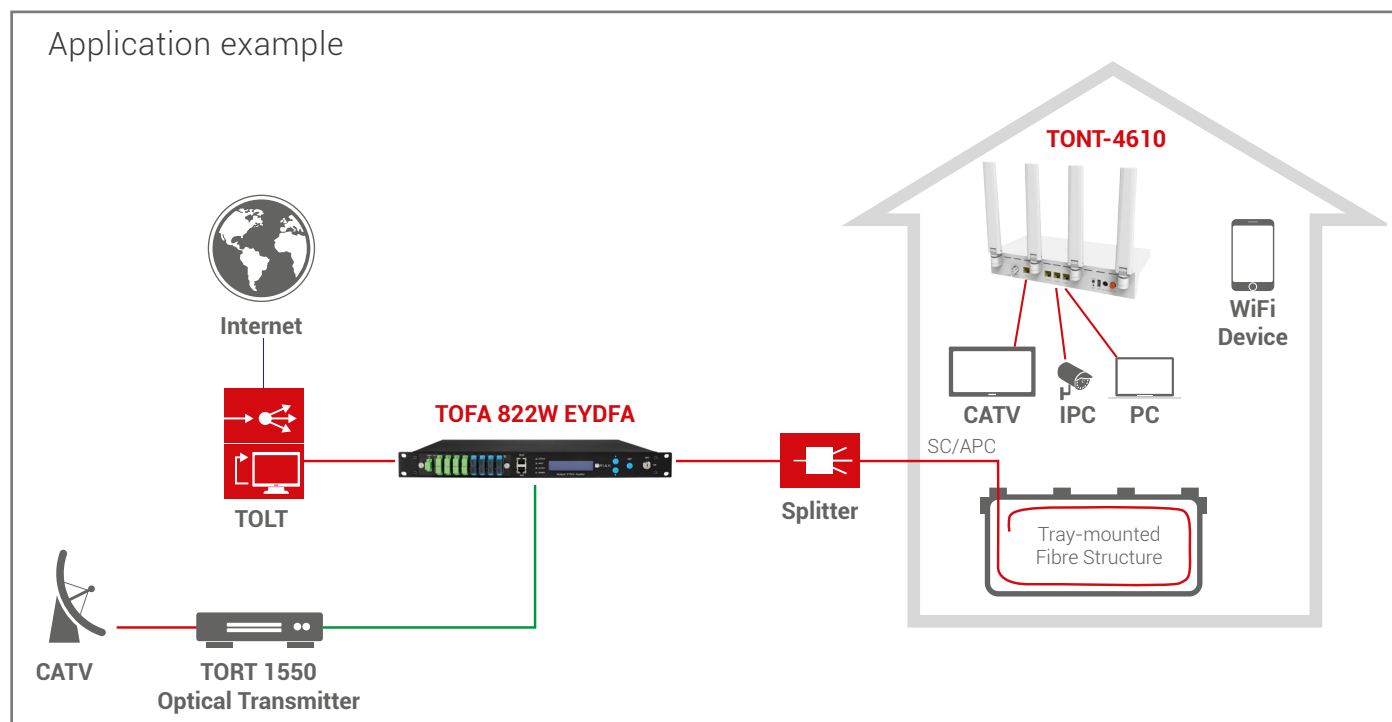 Application example
TONT-4610
Internet
WiFi
Device
CATV
IPC
PC
TOFA 822W EYDFA
SC/APC
TOLT
Splitter
Tray-mounted
Fibre Structure
CATV
TORT 1550
Optical Transmitter